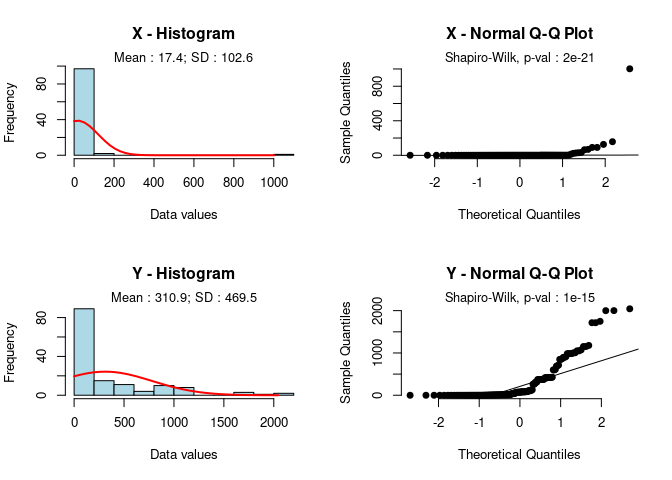 X - Histogram
Mean : 17.4; SD : 102.6
Frequency
0 40 80
0 200 400 600 800 1000
Data values
X - Normal Q-Q Plot
Shapiro-Wilk, p-val : 2e-21
Sample Quantiles
0 400 800
-2 -1 0 1 2
Theoretical Quantiles
Y - Histogram
Mean : 310.9; SD : 469.5
Frequency
0 40 80
0 500 1000 1500 2000
Data values
Y - Normal Q-Q Plot
Shapiro-Wilk, p-val : 1e-15
Sample Quantiles
0 1000 2000
-2 -1 0 1 2
Theoretical Quantiles